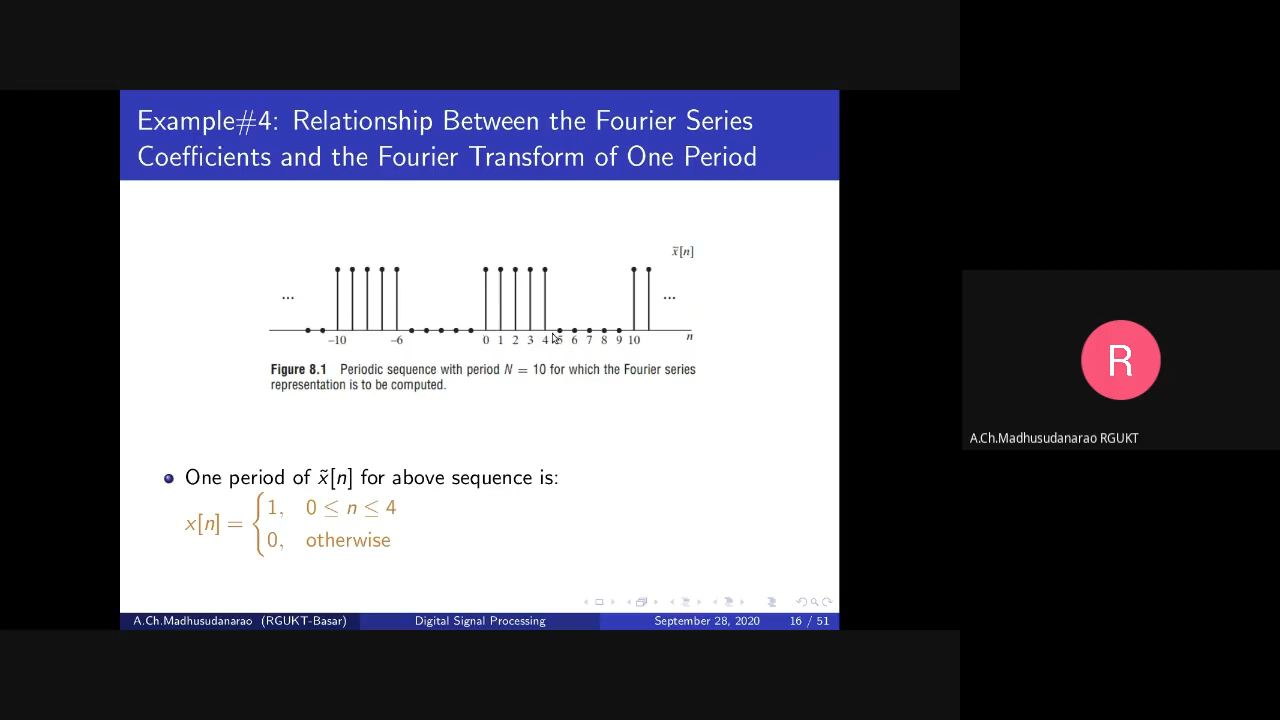 Example#4: Relationship Between the Fourier Series
Coefficients and the Fourier Transform of One Period
x̃[n]
... ...
−10 −6 0 1 2 3 4 5 6 7 8 9 10 n
Figure 8.1 Periodic sequence with period N = 10 for which the Fourier series
representation is to be computed.
One period of x̃[n] for above sequence is:
x[n] = { 1, 0 ≤ n ≤ 4
0, otherwise
A.Ch.Madhusudanarao (RGUKT-Basar) Digital Signal Processing September 28, 2020 16 / 51
R
A.Ch.Madhusudanarao RGUKT